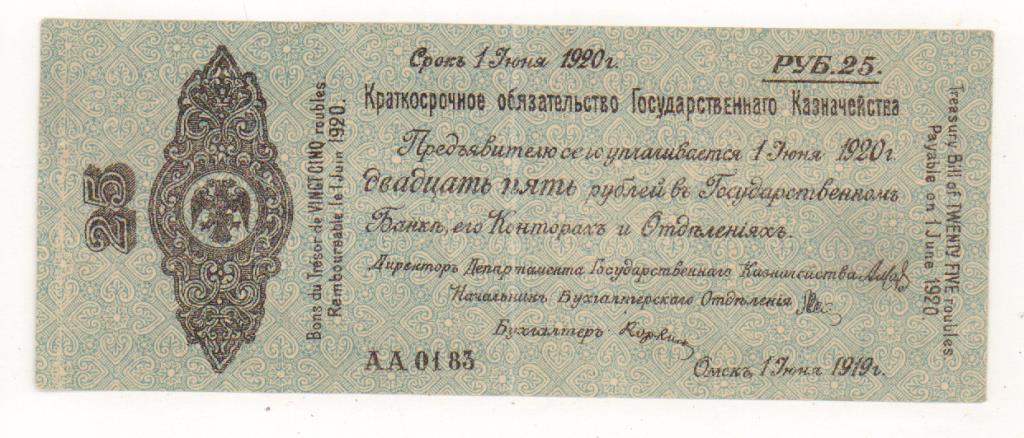 Срокъ 1 Іюня 1920 г.
РУБ. 25.
Краткосрочное обязательство Государственнаго Казначейства
Предъявителю сего уплачивается 1 Іюня 1920 г.
двадцать пять рублей въ Государственномъ
Банкѣ, его Конторахъ и Отдѣленіяхъ.
Директоръ Департамента Государственнаго Казначейства
Начальникъ Бухгалтерскаго Отдѣленія
Бухгалтеръ
АА 0183
Омскъ, 1 Іюня 1919 г.
25
Bons du Trésor de VINGT CINQ roubles
Remboursable le 1 Juin 1920.
Treasury Bill of TWENTY FIVE roubles
Payable on 1 June 1920